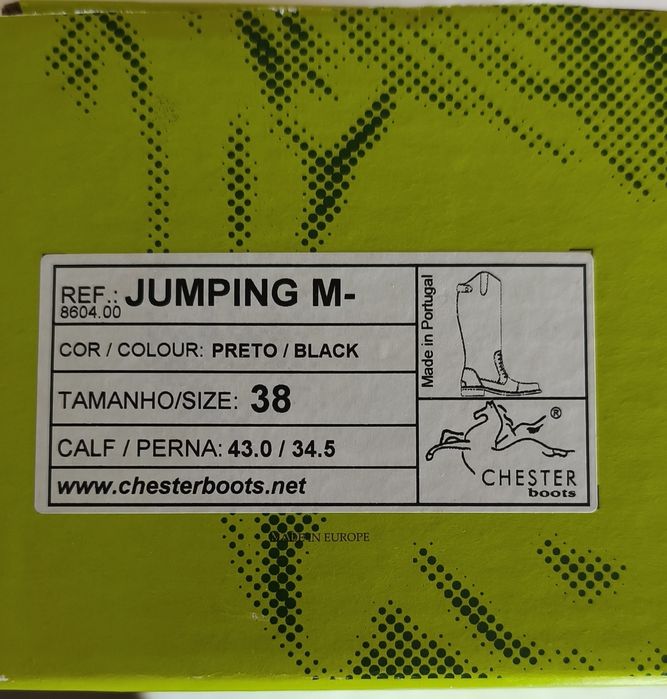 REF.: JUMPING M-
8604.00
COR / COLOUR: PRETO / BLACK
TAMANHO/SIZE: 38
CALF / PERNA: 43.0 / 34.5
www.chesterboots.net
Made in Portugal
®
CHESTER
boots
MADE IN EUROPE